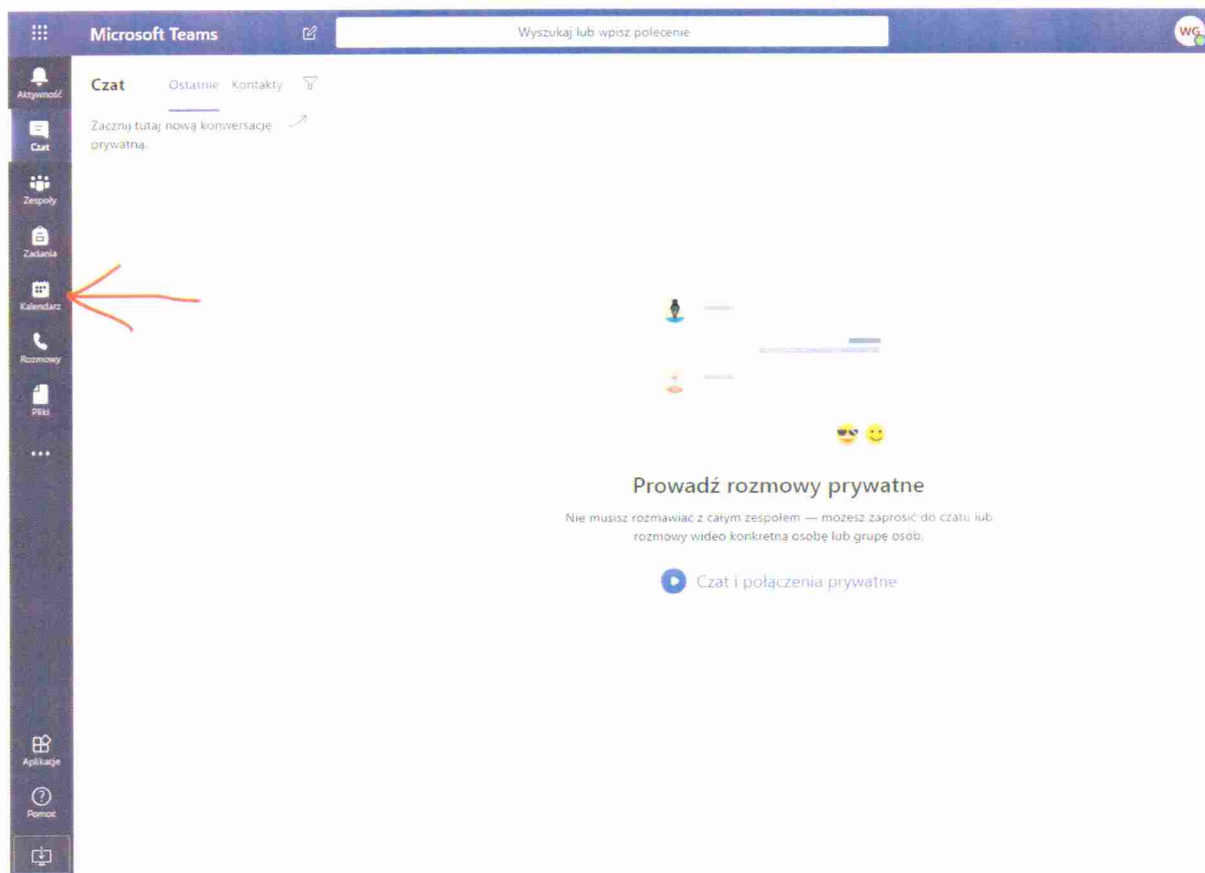 Microsoft Teams
Wyszukaj lub wpisz polecenie
WG
Aktywność
Czat
Zespoły
Zadania
Kalendarz
Rozmowy
Pliki
Aplikacje
Pomoc
Czat
Ostatnie Kontakty
Zacznij tutaj nową konwersację
prywatną.
Prowadź rozmowy prywatne
Nie musisz rozmawiać z całym zespołem — możesz zaprosić do czatu lub
rozmowy wideo konkretną osobę lub grupę osób.
Czat i połączenia prywatne